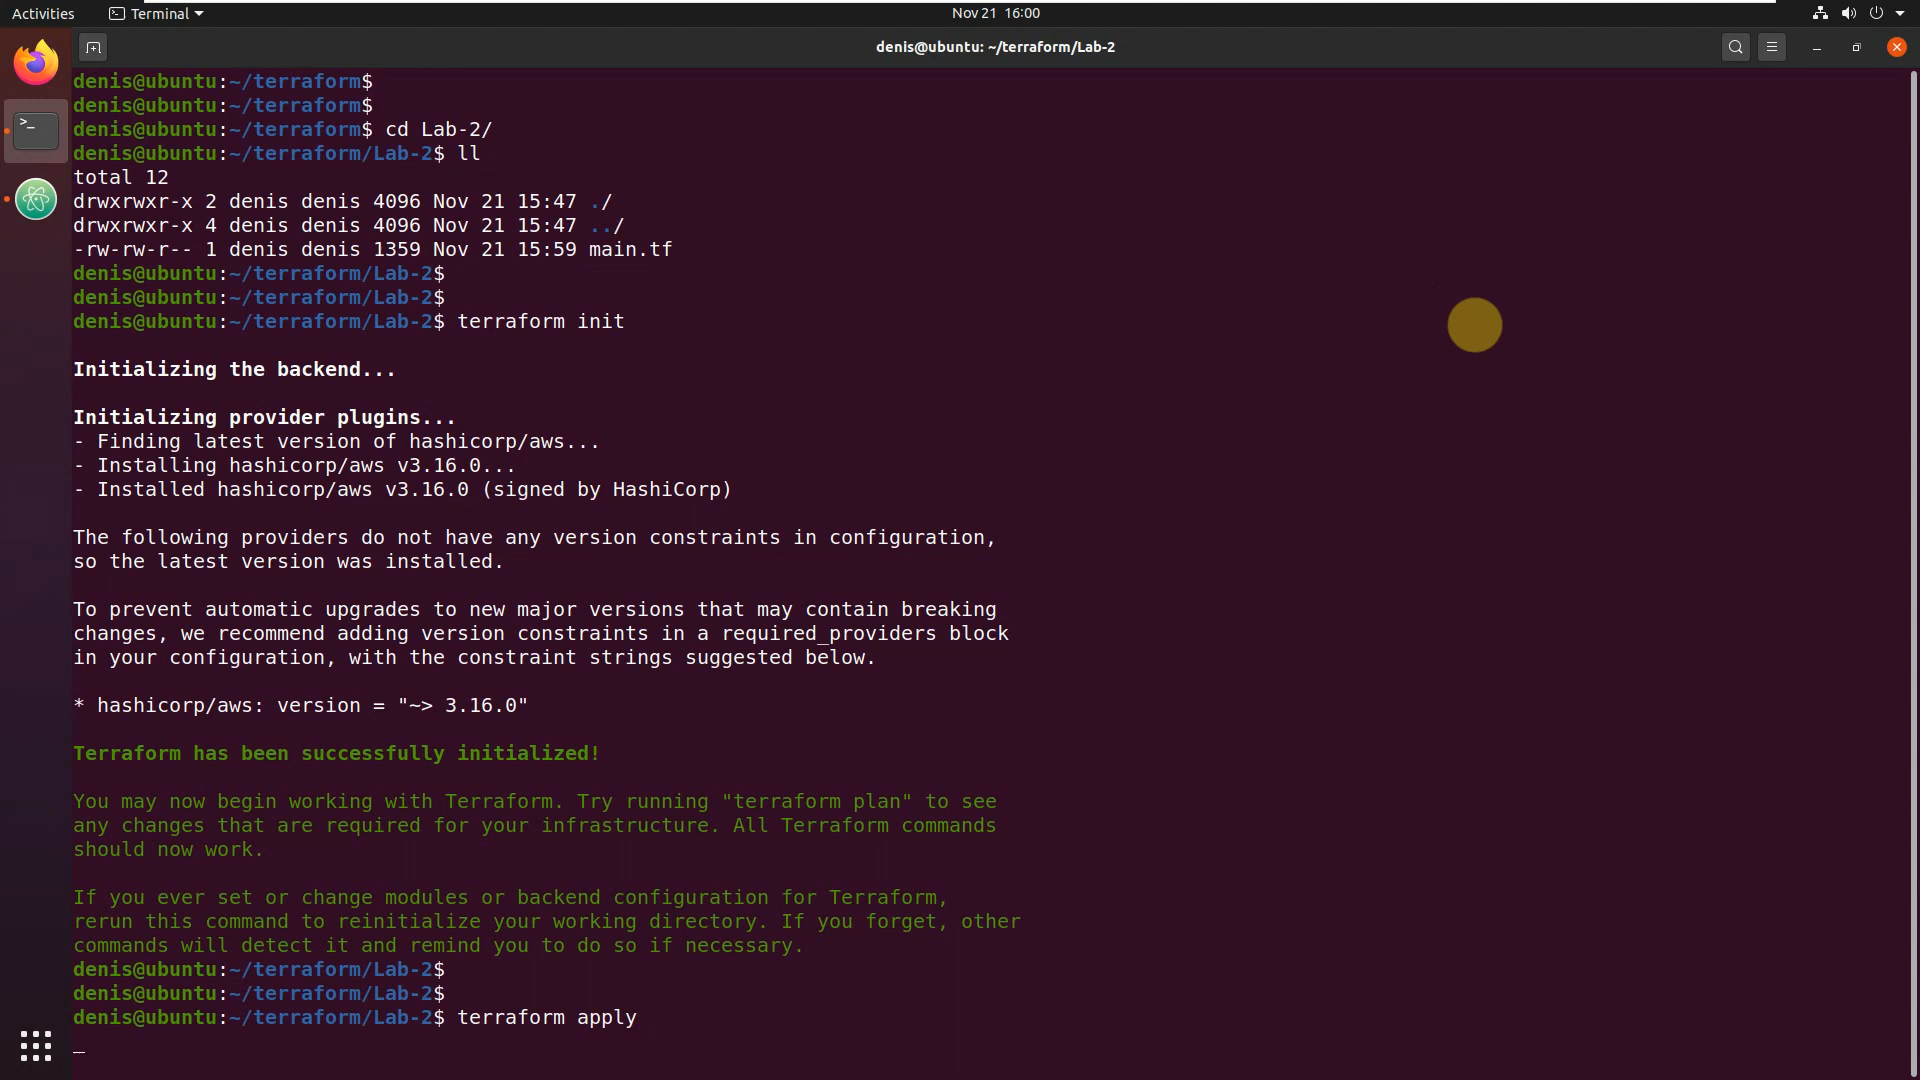 Activities
Terminal
Nov 21 16:00
denis@ubuntu: ~/terraform/Lab-2
denis@ubuntu:~/terraform$
denis@ubuntu:~/terraform$
denis@ubuntu:~/terraform$ cd Lab-2/
denis@ubuntu:~/terraform/Lab-2$ ll
total 12
drwxrwxr-x 2 denis denis 4096 Nov 21 15:47 ./
drwxrwxr-x 4 denis denis 4096 Nov 21 15:47 ../
-rw-rw-r-- 1 denis denis 1359 Nov 21 15:59 main.tf
denis@ubuntu:~/terraform/Lab-2$
denis@ubuntu:~/terraform/Lab-2$
denis@ubuntu:~/terraform/Lab-2$ terraform init
Initializing the backend...
Initializing provider plugins...
- Finding latest version of hashicorp/aws...
- Installing hashicorp/aws v3.16.0...
- Installed hashicorp/aws v3.16.0 (signed by HashiCorp)
The following providers do not have any version constraints in configuration,
so the latest version was installed.
To prevent automatic upgrades to new major versions that may contain breaking
changes, we recommend adding version constraints in a required_providers block
in your configuration, with the constraint strings suggested below.
* hashicorp/aws: version = "~> 3.16.0"
Terraform has been successfully initialized!
You may now begin working with Terraform. Try running "terraform plan" to see
any changes that are required for your infrastructure. All Terraform commands
should now work.
If you ever set or change modules or backend configuration for Terraform,
rerun this command to reinitialize your working directory. If you forget, other
commands will detect it and remind you to do so if necessary.
denis@ubuntu:~/terraform/Lab-2$
denis@ubuntu:~/terraform/Lab-2$
denis@ubuntu:~/terraform/Lab-2$ terraform apply